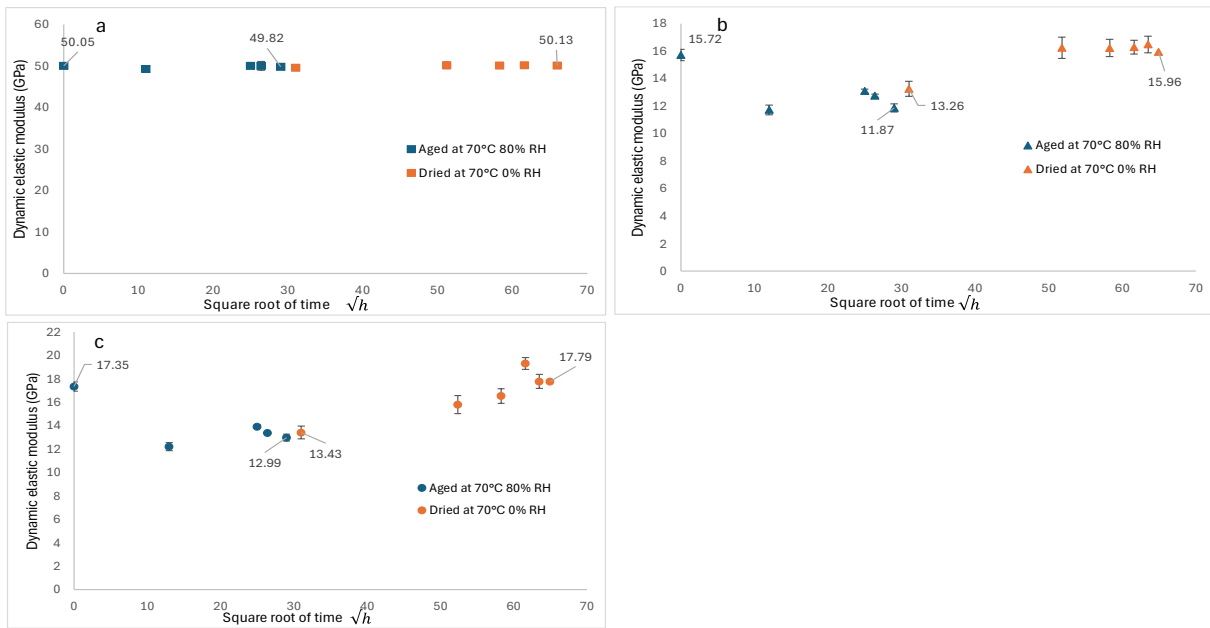 a
Dynamic elastic modulus (GPa)
60
50
40
30
20
10
0
50.05
49.82
50.13
Aged at 70°C 80% RH
Dried at 70°C 0% RH
0 10 20 30 40 50 60 70
Square root of time √h
b
Dynamic elastic modulus (GPa)
18
16
14
12
10
8
6
4
2
0
15.72
11.87
13.26
15.96
Aged at 70°C 80% RH
Dried at 70°C 0% RH
0 10 20 30 40 50 60 70
Square root of time √h
c
Dynamic elastic modulus (GPa)
22
20
18
16
14
12
10
8
6
4
2
0
17.35
12.99
13.43
17.79
Aged at 70°C 80% RH
Dried at 70°C 0% RH
0 10 20 30 40 50 60 70
Square root of time √h